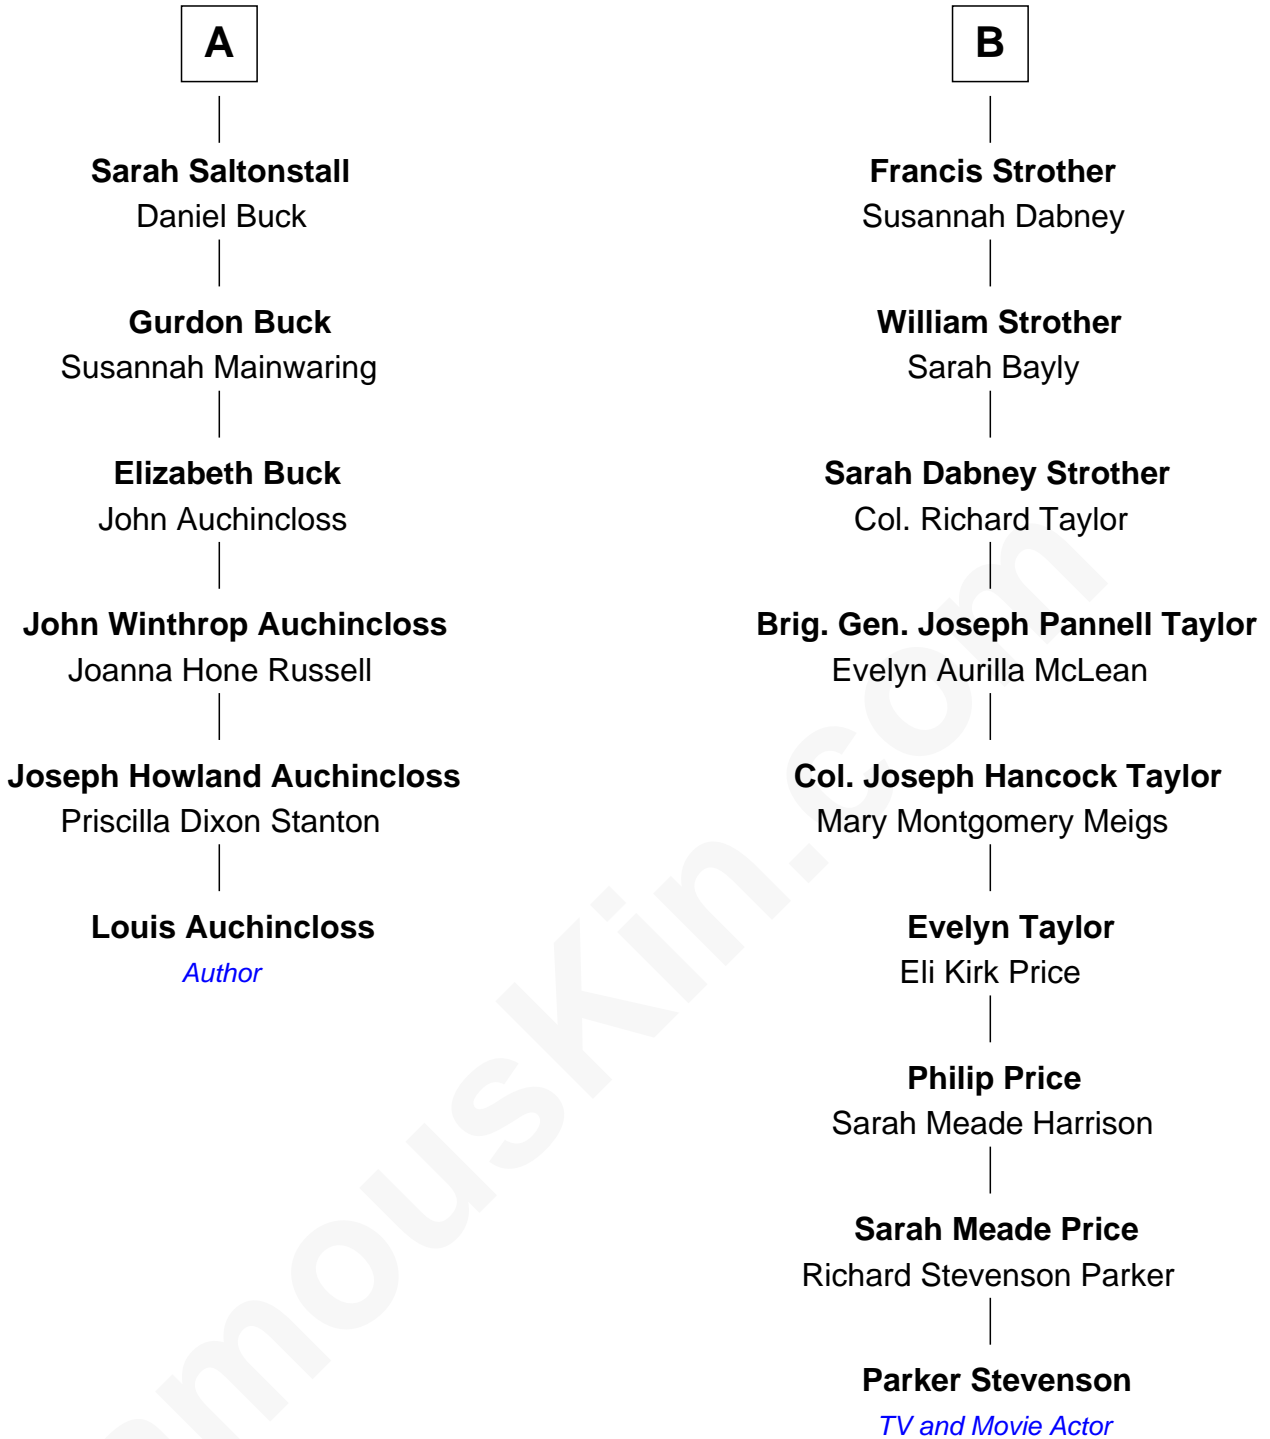 A
Sarah Saltonstall
Daniel Buck
Gurdon Buck
Susannah Mainwaring
Elizabeth Buck
John Auchincloss
John Winthrop Auchincloss
Joanna Hone Russell
Joseph Howland Auchincloss
Priscilla Dixon Stanton
Louis Auchincloss
Author
B
Francis Strother
Susannah Dabney
William Strother
Sarah Bayly
Sarah Dabney Strother
Col. Richard Taylor
Brig. Gen. Joseph Pannell Taylor
Evelyn Aurilla McLean
Col. Joseph Hancock Taylor
Mary Montgomery Meigs
Evelyn Taylor
Eli Kirk Price
Philip Price
Sarah Meade Harrison
Sarah Meade Price
Richard Stevenson Parker
Parker Stevenson
TV and Movie Actor
amouskin.com